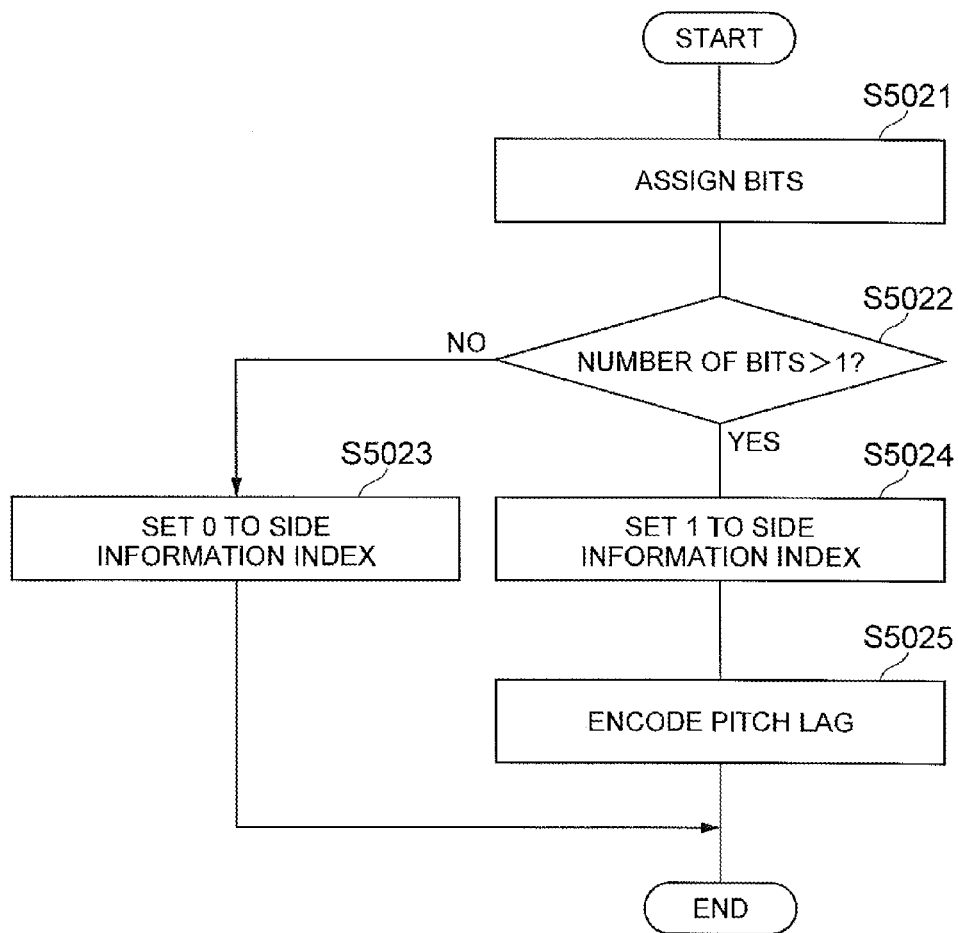 START
S5021
ASSIGN BITS
S5022
NO
NUMBER OF BITS>1?
YES
S5023
S5024
SET 0 TO SIDE
INFORMATION INDEX
SET 1 TO SIDE
INFORMATION INDEX
S5025
ENCODE PITCH LAG
END